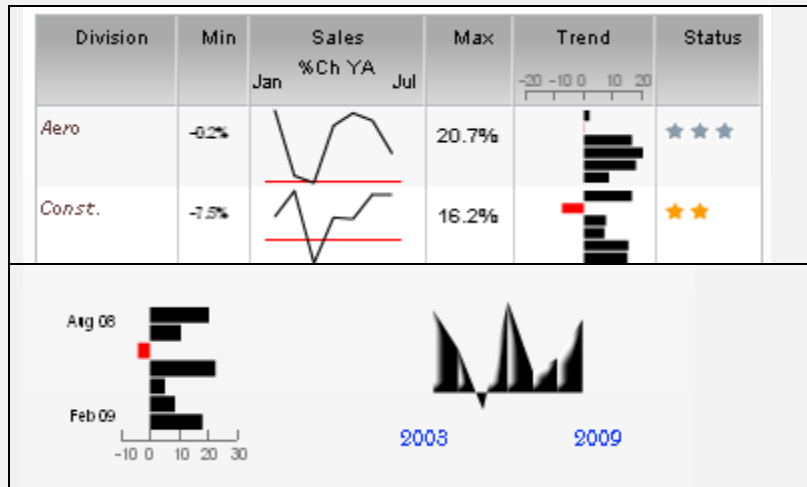 Division Min Sales Max Trend Status
%Ch YA
Jan Jul
-20 -10 0 10 20
Aero -0.2% 20.7%
Const. -7.5% 16.2%
Aug 08
Feb 09
-10 0 10 20 30
2003 2009